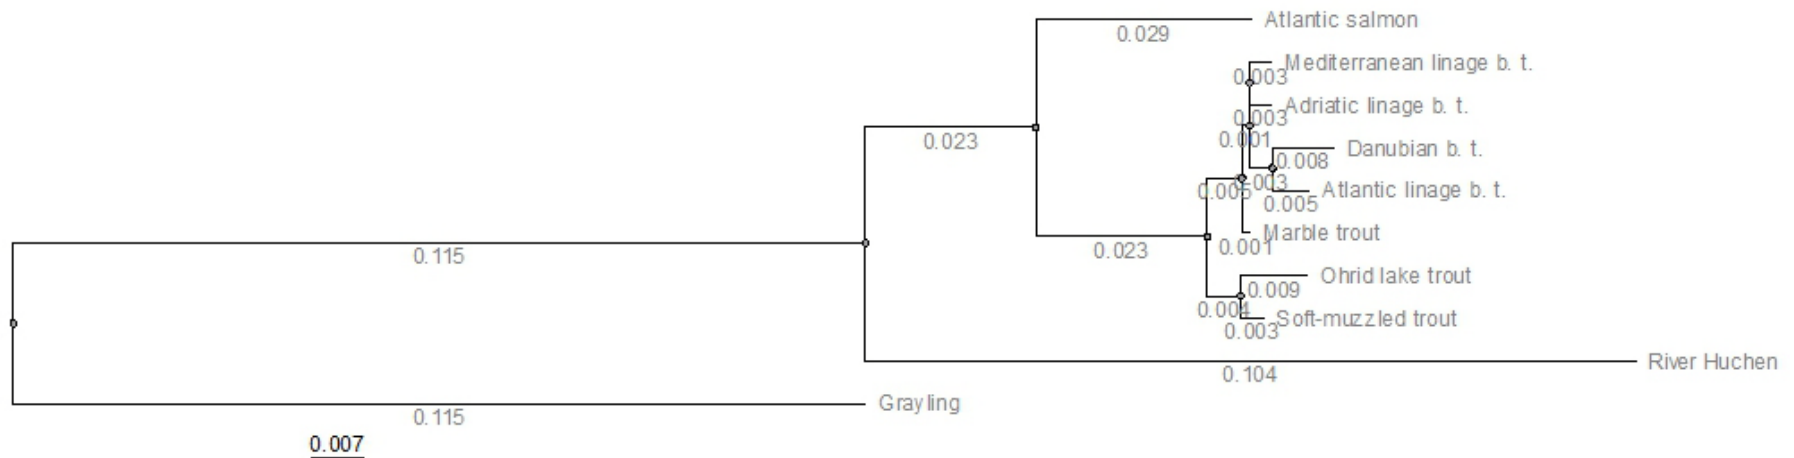 Atlantic salmon
0.029
Mediterranean linage b. t.
0.003
Adriatic linage b. t.
0.003
0.001
0.023
Danubian b. t.
0.008
0.003
0.005
Atlantic linage b. t.
0.005
Marble trout
0.001
0.023
0.115
Ohrid lake trout
0.009
0.004
Soft-muzzled trout
0.003
River Huchen
0.104
Grayling
0.115
0.007